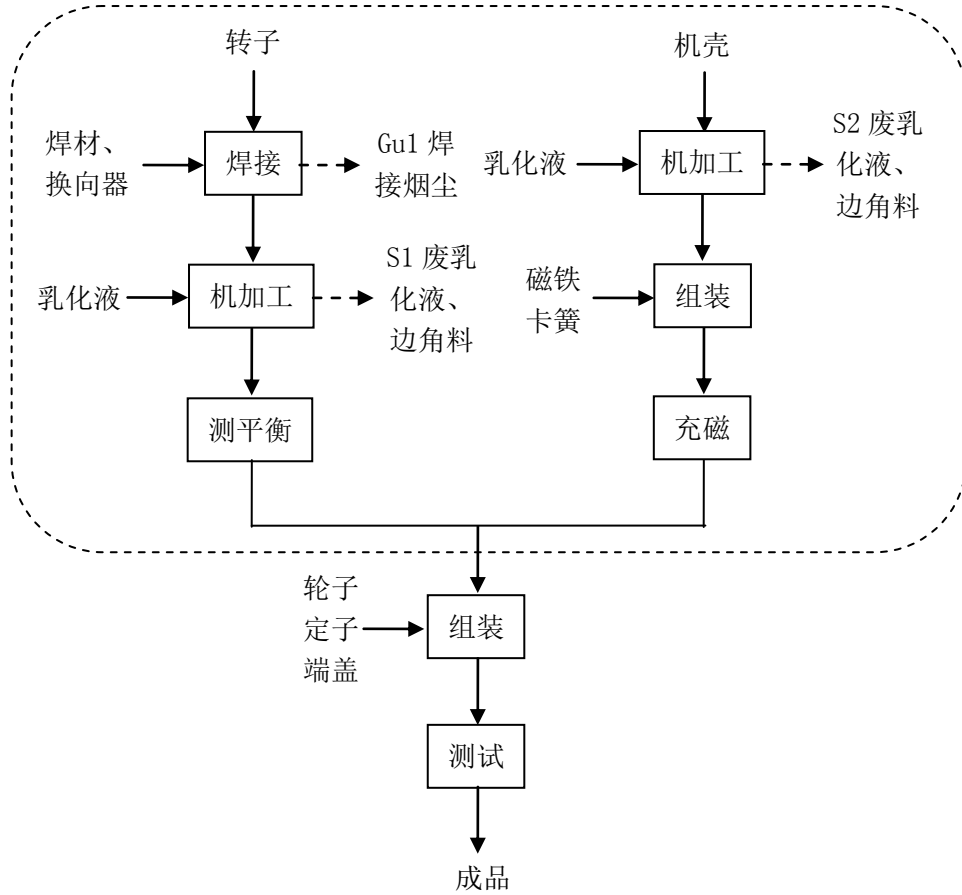 转子
机壳
焊材、
换向器
焊接
Gu1 焊
接烟尘
乳化液
机加工
S2 废乳
化液、
边角料
乳化液
机加工
S1 废乳
化液、
边角料
磁铁
卡簧
组装
测平衡
充磁
轮子
定子
端盖
组装
测试
成品